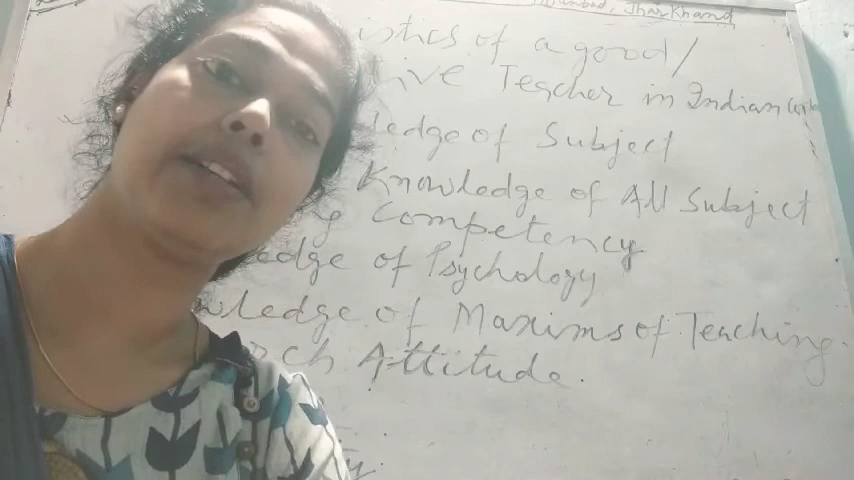 Dhanbad, Jharkhand
istics of a good/
ive Teacher in Indian
ledge of Subject
Knowledge of All Subject
g Competency
edge of Psychology
wledge of Maxims of Teaching.
rch Attitude.
y.